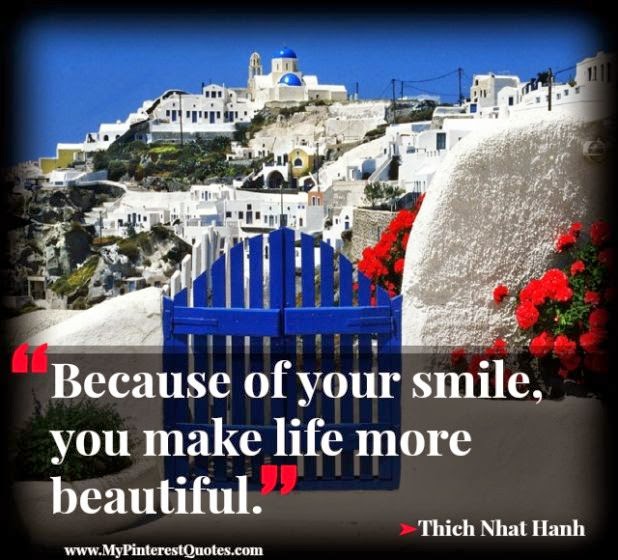 “Because of your smile,
you make life more
beautiful.”
➤Thich Nhat Hanh
www.MyPinterestQuotes.com